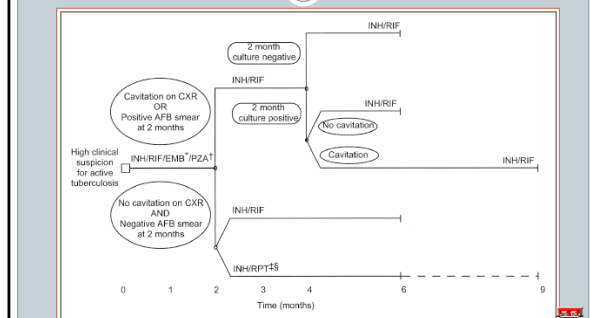 INH/RIF
2 month
culture negative
INH/RIF
Cavitation on CXR
OR
Positive AFB smear
at 2 months
2 month
culture positive
INH/RIF
No cavitation
High clinical
suspicion
for active
tuberculosis
INH/RIF/EMB*/PZA†
Cavitation
INH/RIF
No cavitation on CXR
AND
Negative AFB smear
at 2 months
INH/RIF
INH/RPT‡§
0 1 2 3 4 6 9
Time (months)